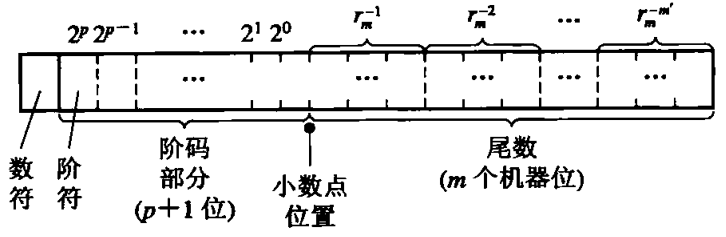 2^p 2^{p-1} ··· 2^1 2^0 r_m^{-1} r_m^{-2} ··· r_m^{-m'}
··· ··· ··· ··· ···
数符 阶符 阶码部分(p+1位) 小数点位置 尾数(m个机器位)